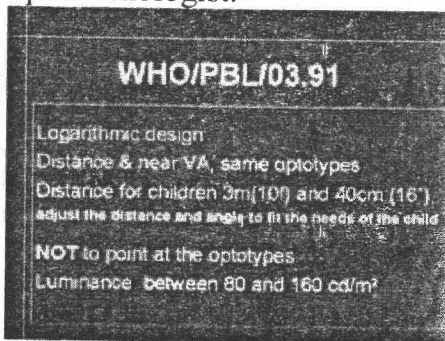 WHO/PBL/03.91
Logarithmic design
Distance & near VA, same optotypes
Distance for children 3m(10f) and 40cm (16"),
adjust the distance and angle to fit the needs of the child
NOT to point at the optotypes
Luminance between 80 and 160 cd/m²